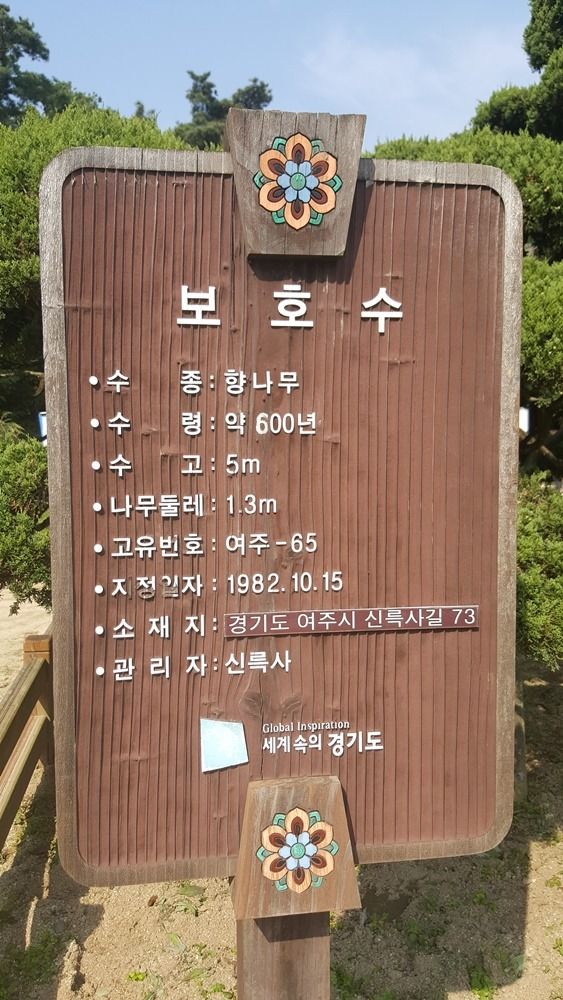 보 호 수
• 수 종 : 향나무
• 수 령 : 약 600년
• 수 고 : 5m
• 나무둘레 : 1.3m
• 고유번호 : 여주-65
• 지정일자 : 1982.10.15
• 소 재 지 : 경기도 여주시 신륵사길 73
• 관 리 자 : 신륵사
Global Inspiration
세계속의 경기도